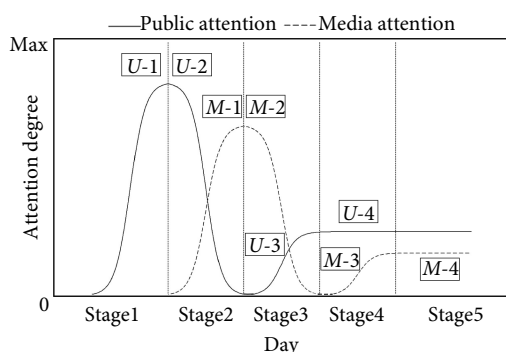 Public attention Media attention
Max
U-1 U-2
M-1 M-2
U-4
U-3
M-3
M-4
Attention degree
0
Stage1 Stage2 Stage3 Stage4 Stage5
Day